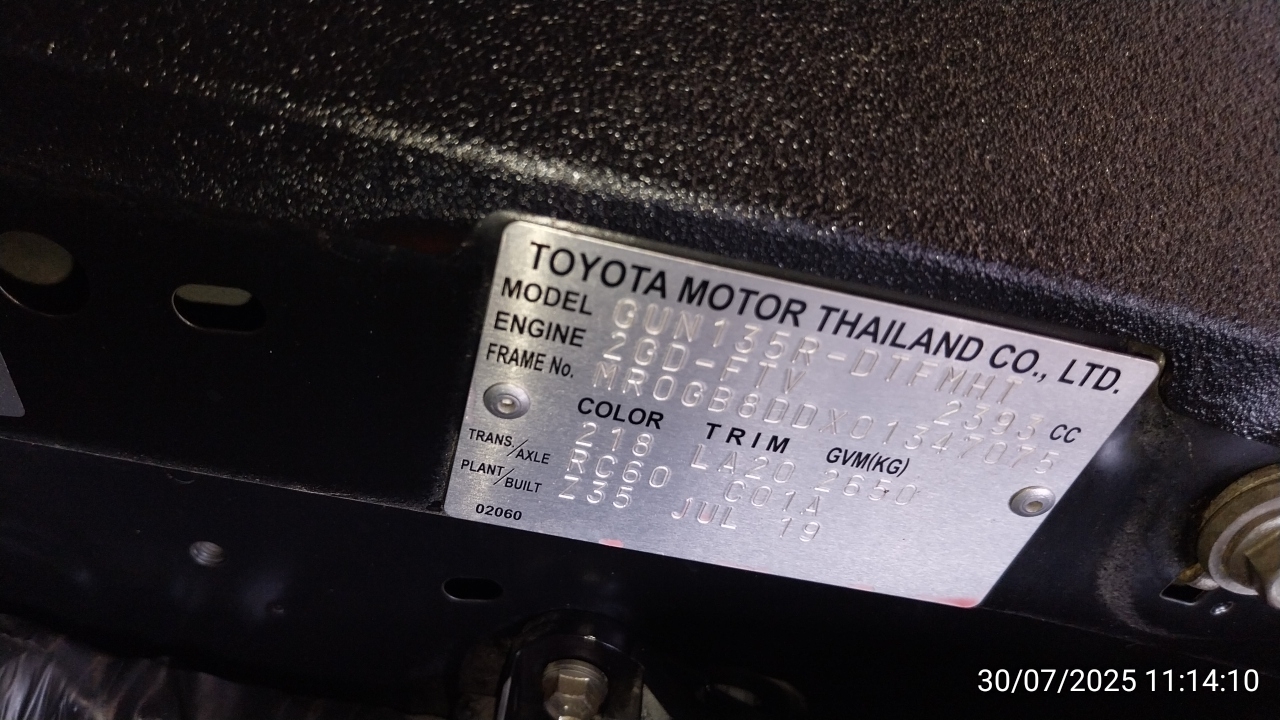 TOYOTA MOTOR THAILAND CO., LTD.
MODEL GUN135R-DTFMHT
ENGINE 2GD-FTV 2393 CC
FRAME No. MR0GB8DDX01347075
COLOR TRIM GVM(KG)
218 LA20 2650
TRANS./AXLE RC60 G01A
PLANT/BUILT Z35 JUL 19
02060
30/07/2025 11:14:10